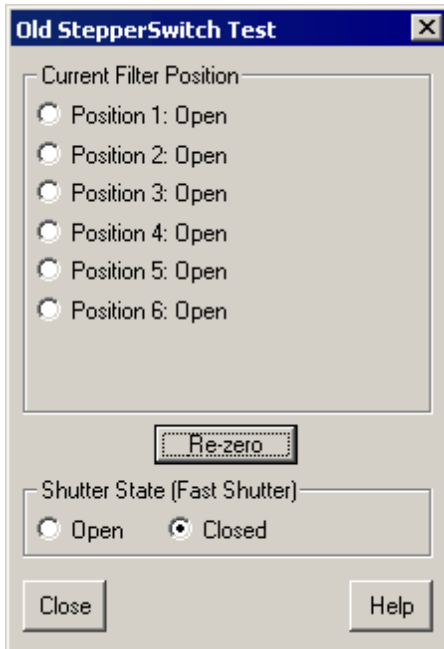 Old StepperSwitch Test
Current Filter Position
Position 1: Open
Position 2: Open
Position 3: Open
Position 4: Open
Position 5: Open
Position 6: Open
Re-zero
Shutter State (Fast Shutter)
Open Closed
Close Help